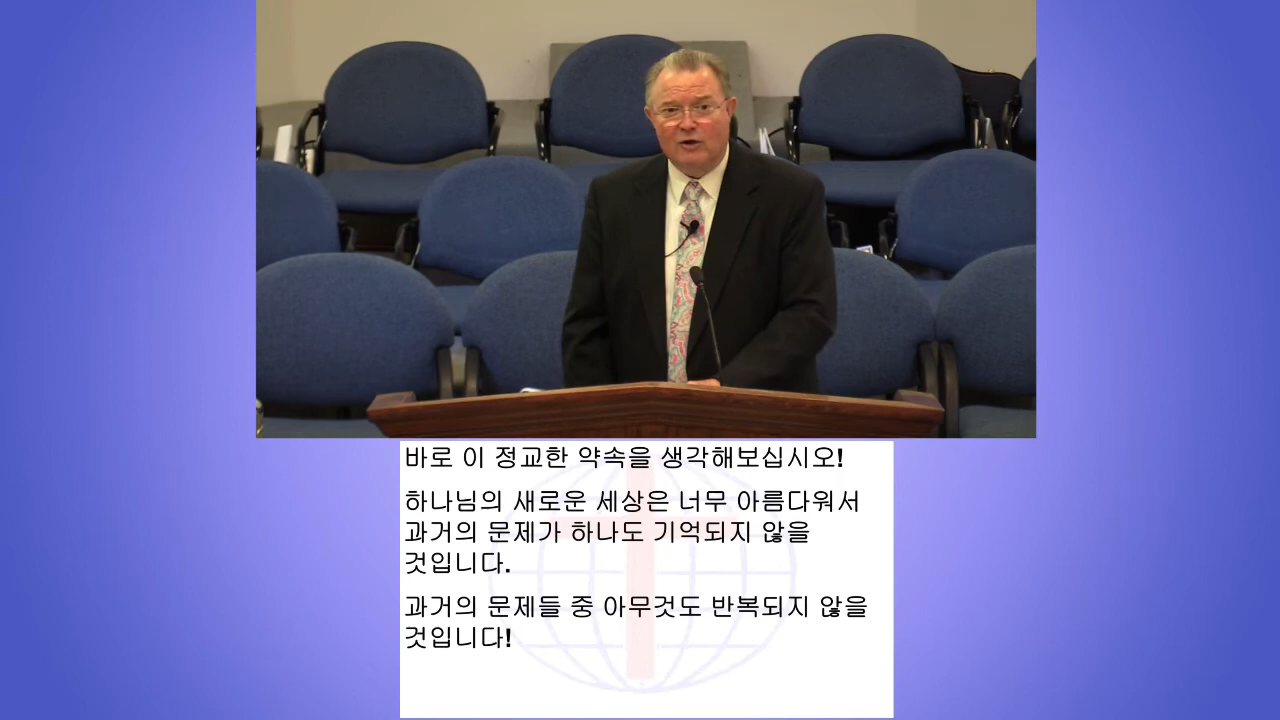 바로 이 정교한 약속을 생각해보십시오!
하나님의 새로운 세상은 너무 아름다워서
과거의 문제가 하나도 기억되지 않을
것입니다.
과거의 문제들 중 아무것도 반복되지 않을
것입니다!